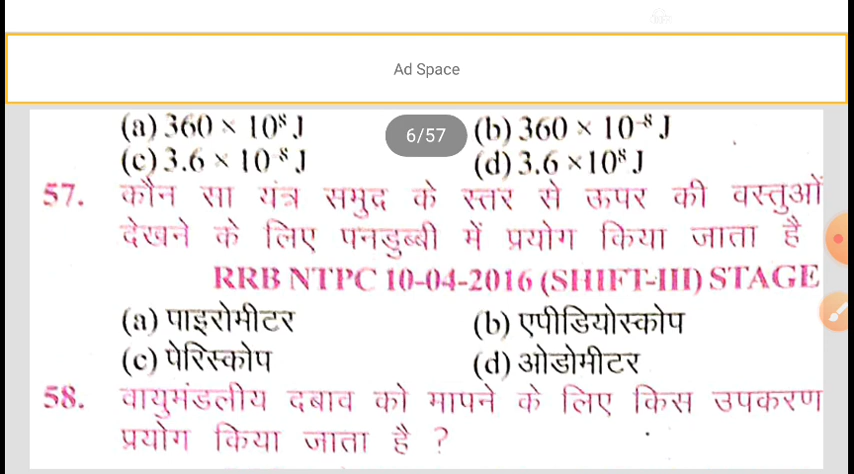 Ad Space
(a) 360 × 10⁸ J (b) 360 × 10⁻⁸ J
6/57
(c) 3.6 × 10⁻⁸ J (d) 3.6 ×10⁸ J
57. कौन सा यंत्र समुद्र के स्तर से ऊपर की वस्तुओं
देखने के लिए पनडुब्बी में प्रयोग किया जाता है
RRB NTPC 10-04-2016 (SHIFT-III) STAGE
(a) पाइरोमीटर (b) एपीडियोस्कोप
(c) पेरिस्कोप (d) ओडोमीटर
58. वायुमंडलीय दबाव को मापने के लिए किस उपकरण
प्रयोग किया जाता है ?